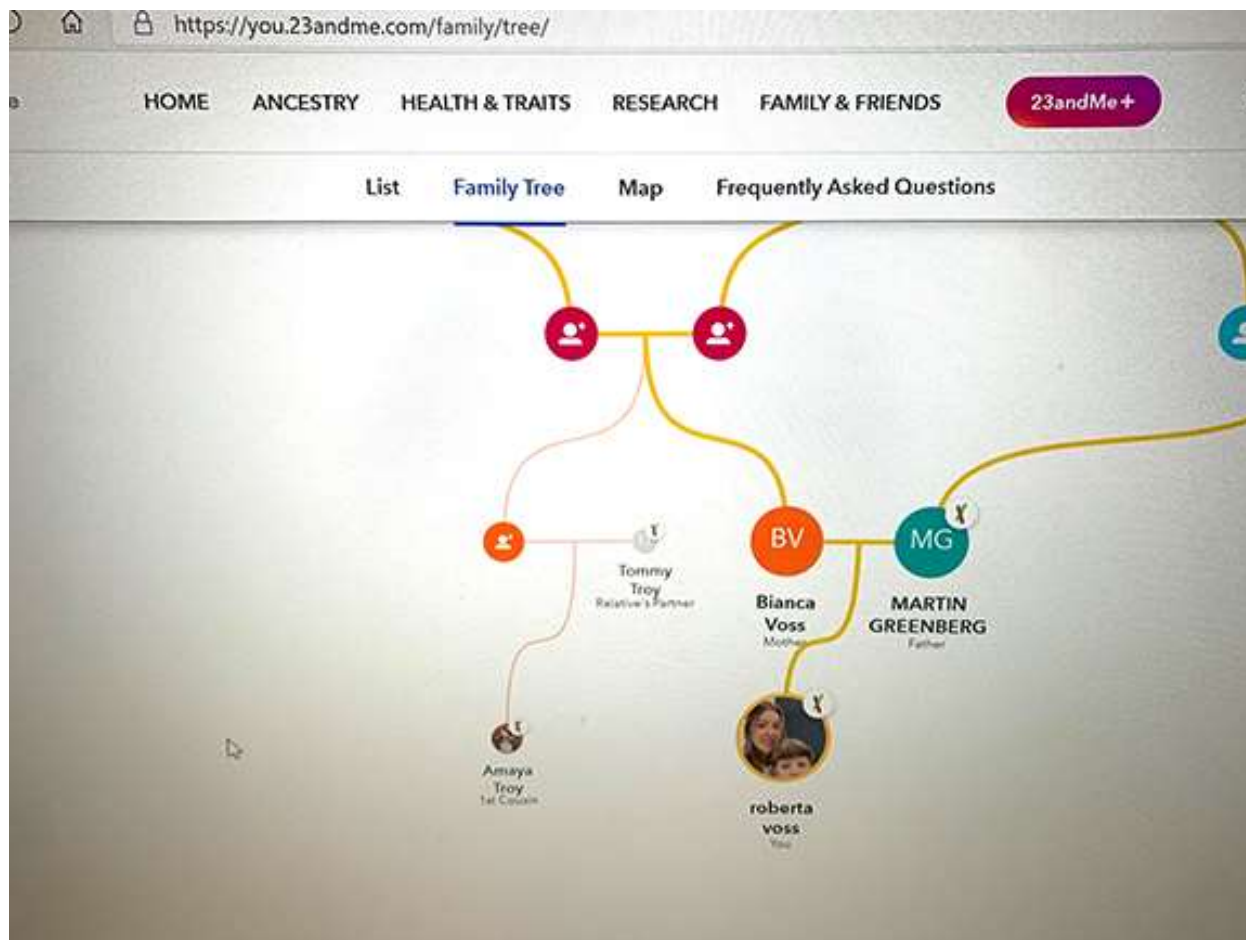 https://you.23andme.com/family/tree/
HOME ANCESTRY HEALTH & TRAITS RESEARCH FAMILY & FRIENDS 23andMe+
List Family Tree Map Frequently Asked Questions
BV MG
Tommy
Troy
Relative's Partner
Bianca
Voss
Mother
MARTIN
GREENBERG
Father
Amaya
Troy
1st Cousin
roberta
voss
You